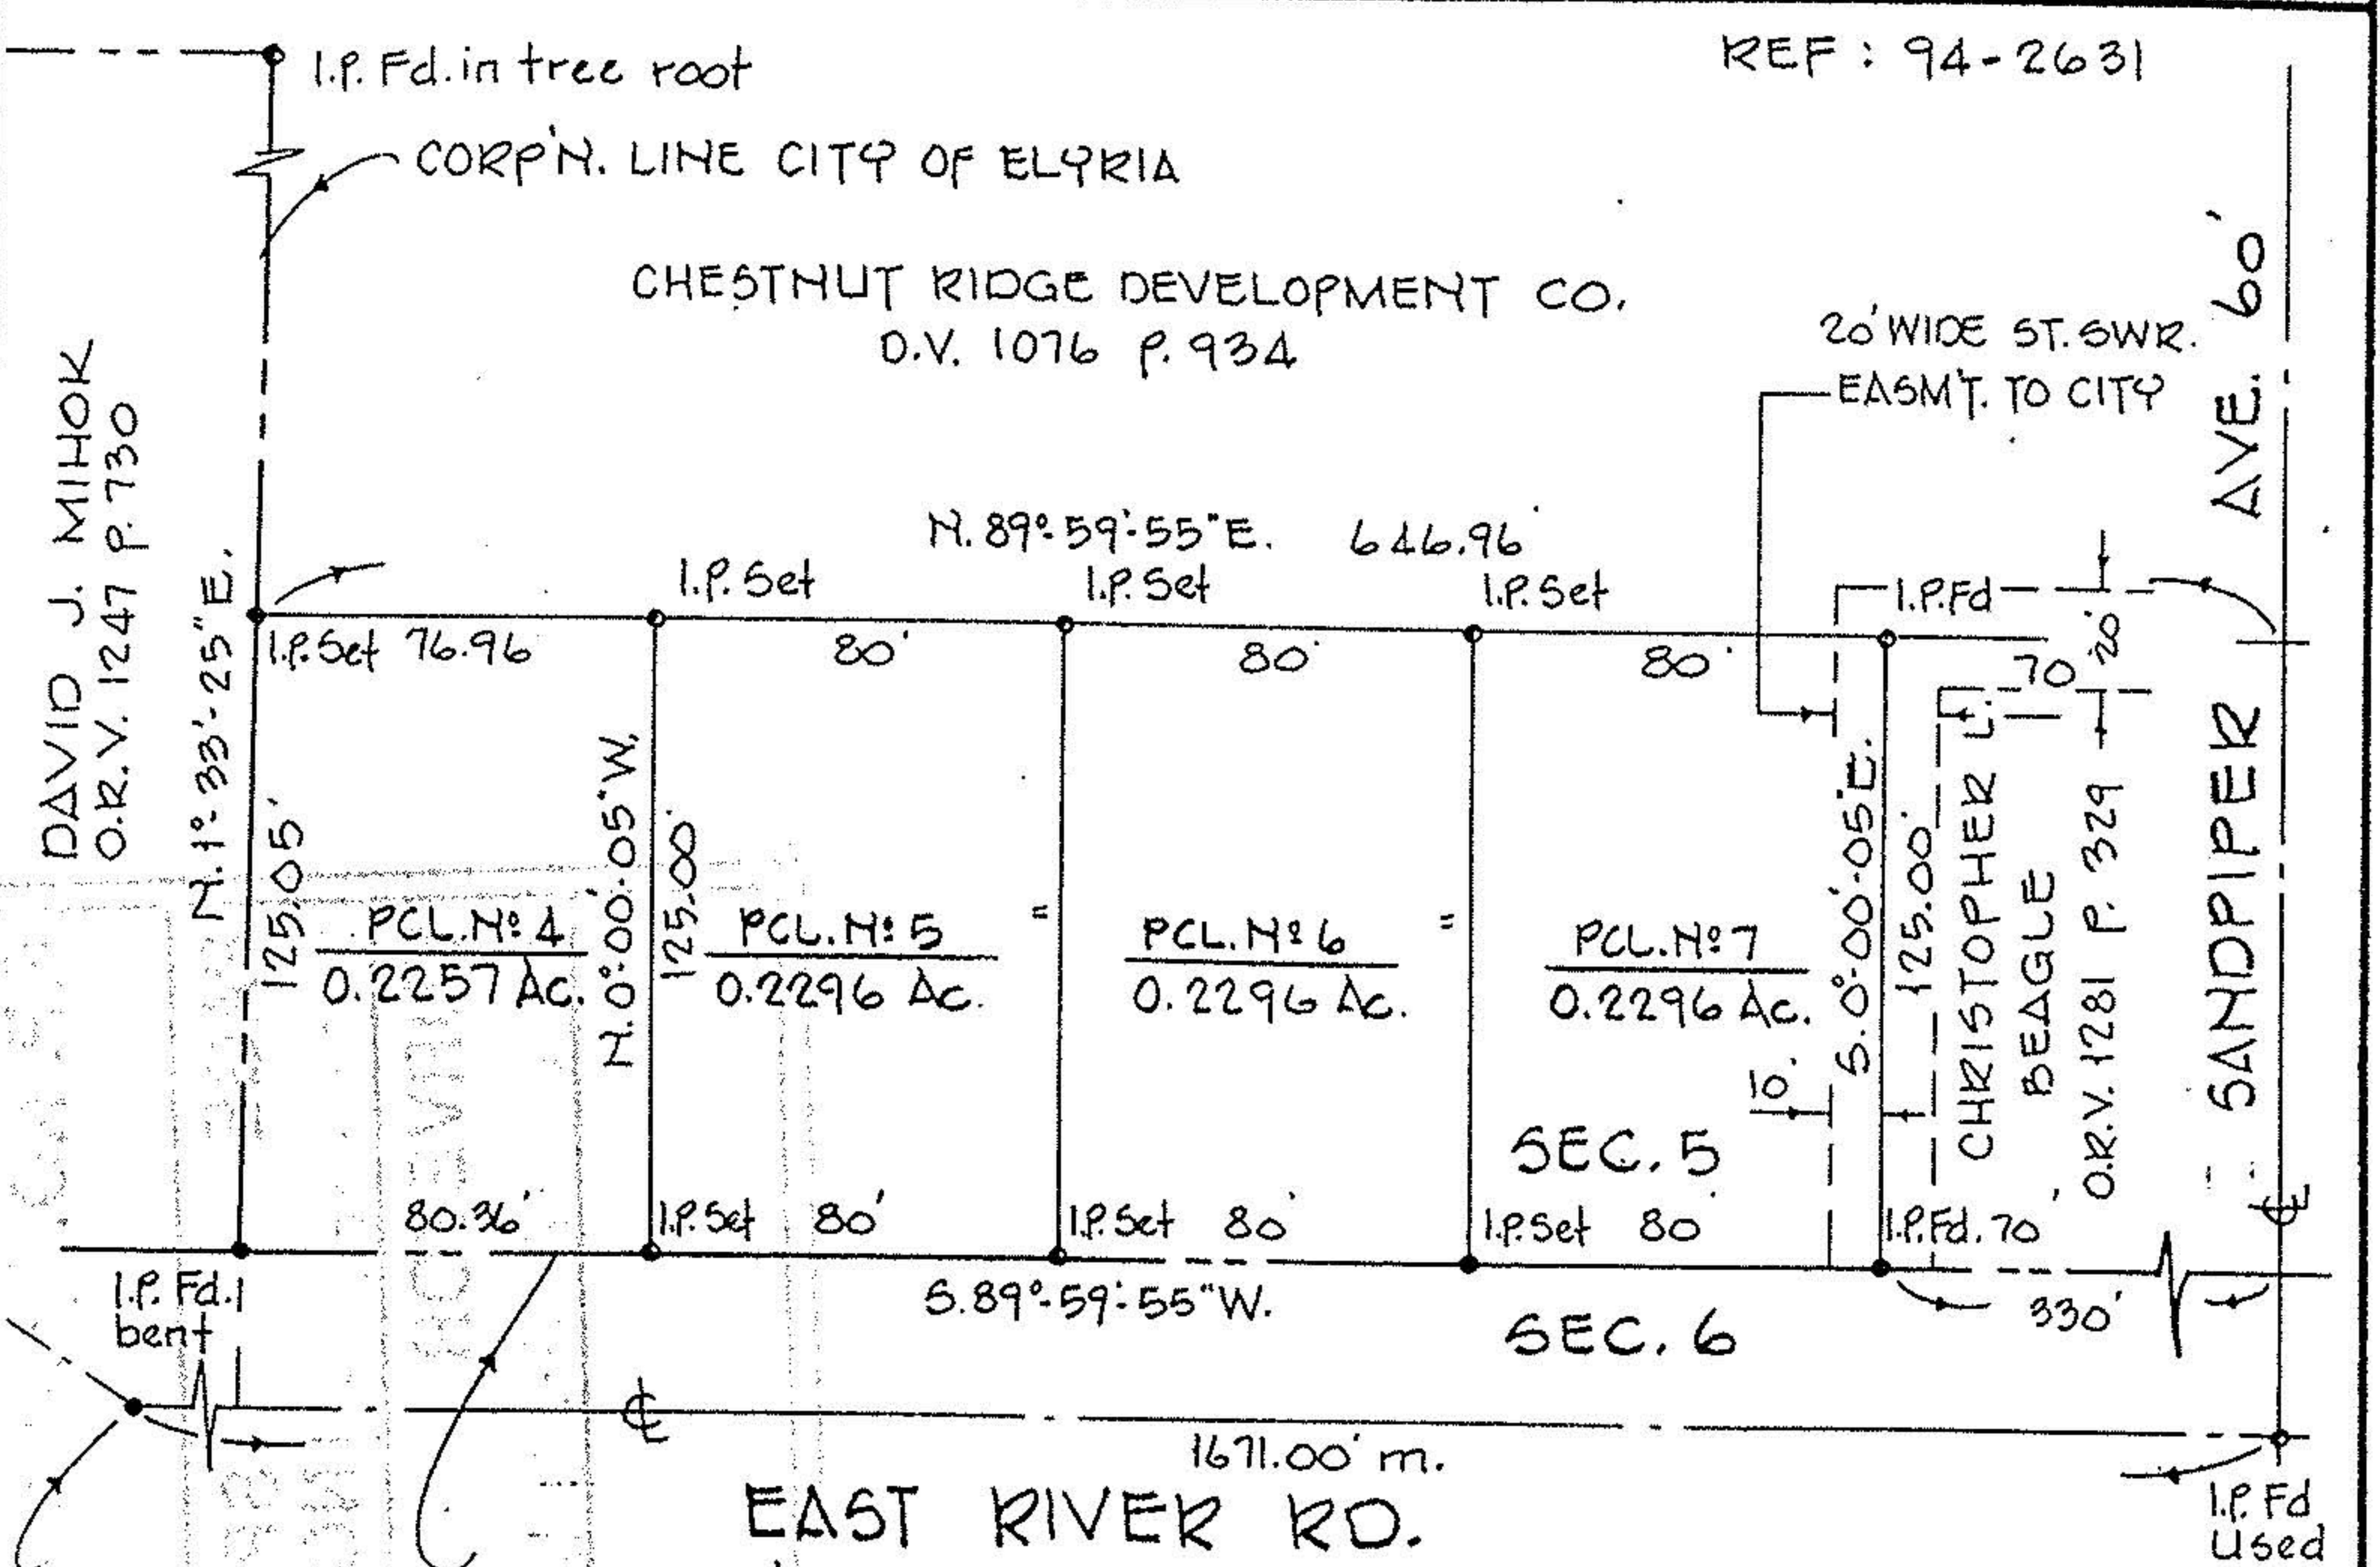 REF : 94-2631
I.P. Fd. in tree root
CORP'N. LINE CITY OF ELYRIA
CHESTNUT RIDGE DEVELOPMENT CO.
D.V. 1076 P. 934
20' WIDE ST. SWR.
EASM'T. TO CITY
SANDPIPER AVE. 60'
DAVID J. MIHOK
O.R.V. 1247 P. 730
N. 89°-59'-55" E. 646.96'
I.P. Set
I.P. Set
I.P. Set
I.P. Fd
I.P. Set 76.96
80'
80'
80'
70
20'
N. 1°-33'-25" E.
125.05'
N. 0°-00'-05" W.
125.00'
S. 0°-00'-05" E.
125.00'
CHRISTOPHER L.
BEAGLE
O.R.V. 1281 P. 329
PCL. Nº 4
0.2257 Ac.
PCL. Nº 5
0.2296 Ac.
=
PCL. Nº 6
0.2296 Ac.
=
PCL. Nº 7
0.2296 Ac.
10'
SEC. 5
80.36'
I.P. Set 80'
I.P. Set 80'
I.P. Set 80'
I.P. Fd. 70'
I.P. Fd.
bent
S. 89°-59'-55" W.
SEC. 6
330'
℄
℄
1671.00' m.
EAST RIVER RD.
I.P. Fd
Used